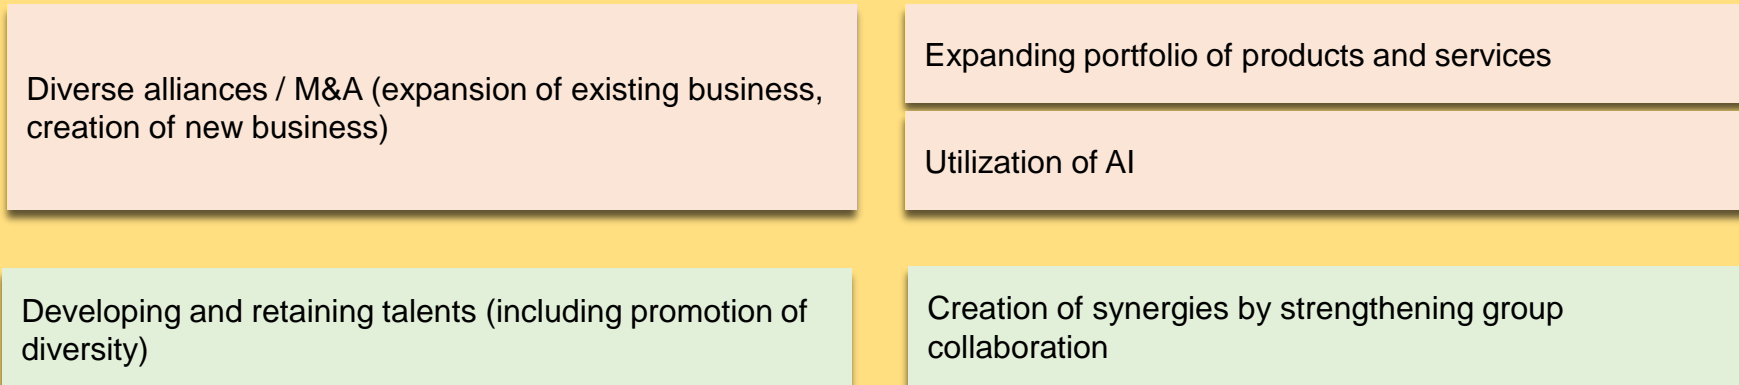 Diverse alliances / M&A (expansion of existing business,
creation of new business)
Expanding portfolio of products and services
Utilization of AI
Developing and retaining talents (including promotion of
diversity)
Creation of synergies by strengthening group
collaboration